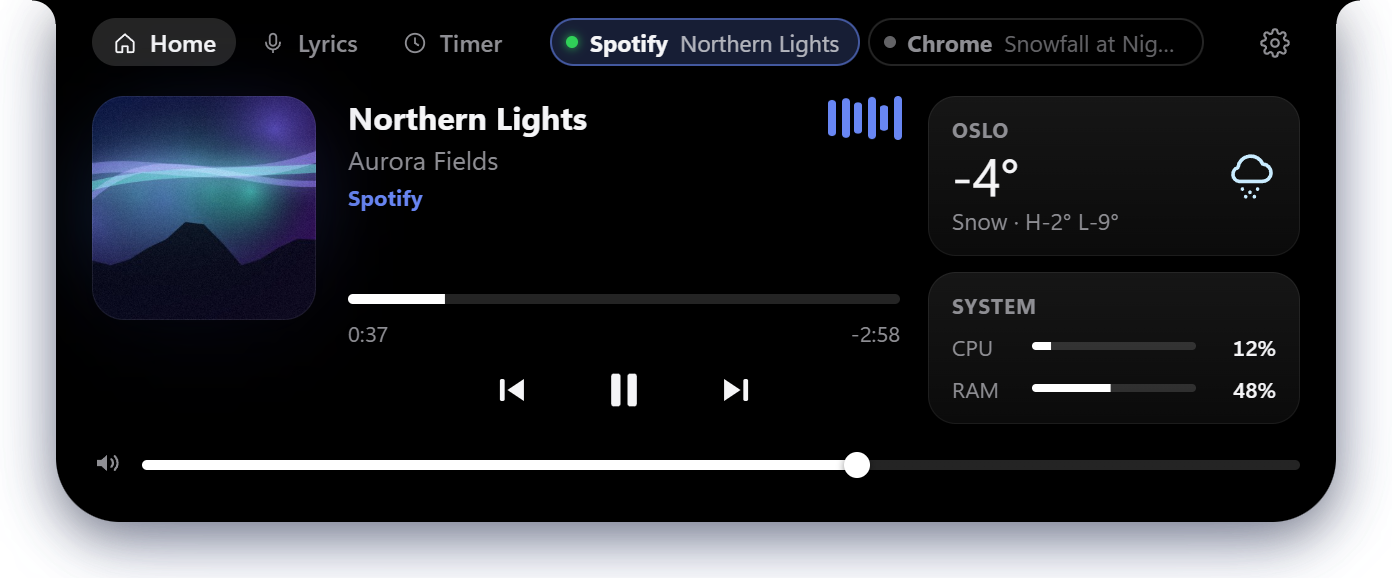 Home Lyrics Timer Spotify Northern Lights Chrome Snowfall at Nig...
Northern Lights
Aurora Fields
Spotify
0:37 -2:58
OSLO
-4°
Snow · H-2° L-9°
SYSTEM
CPU 12%
RAM 48%